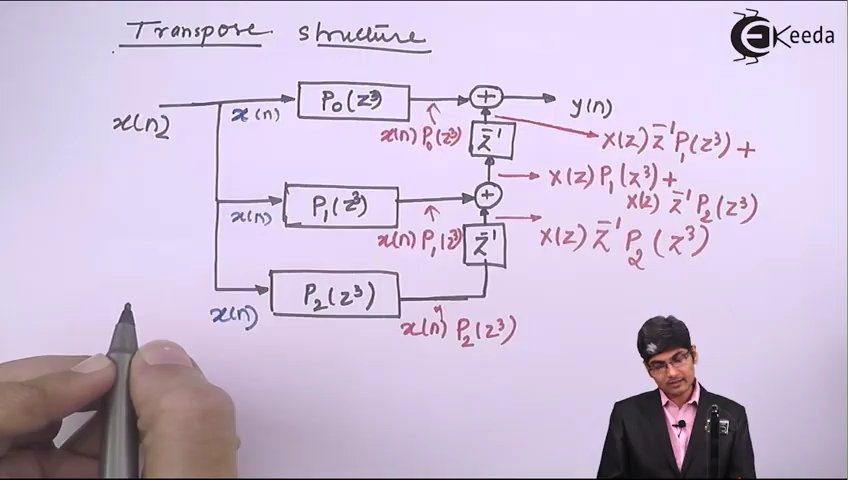 Transpose structure
EKeeda
x(n)
x(n)
P₀(z³)
x(n) P₀(z³)
+
y(n)
z̄¹
x(z) z̄¹ P₁(z³) +
x(z) P₁(z³) +
x(z) z̄¹ P₂(z³)
x(n)
P₁(z³)
x(n) P₁(z³)
+
z̄¹
x(z) z̄¹ P₂(z³)
x(n)
P₂(z³)
x(n) P₂(z³)